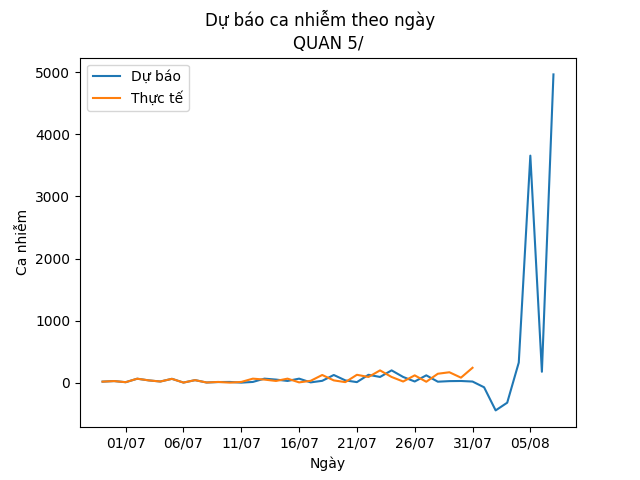 Dự báo ca nhiễm theo ngày
QUAN 5/
Dự báo
Thực tế
5000
4000
3000
2000
1000
0
Ca nhiễm
01/07 06/07 11/07 16/07 21/07 26/07 31/07 05/08
Ngày